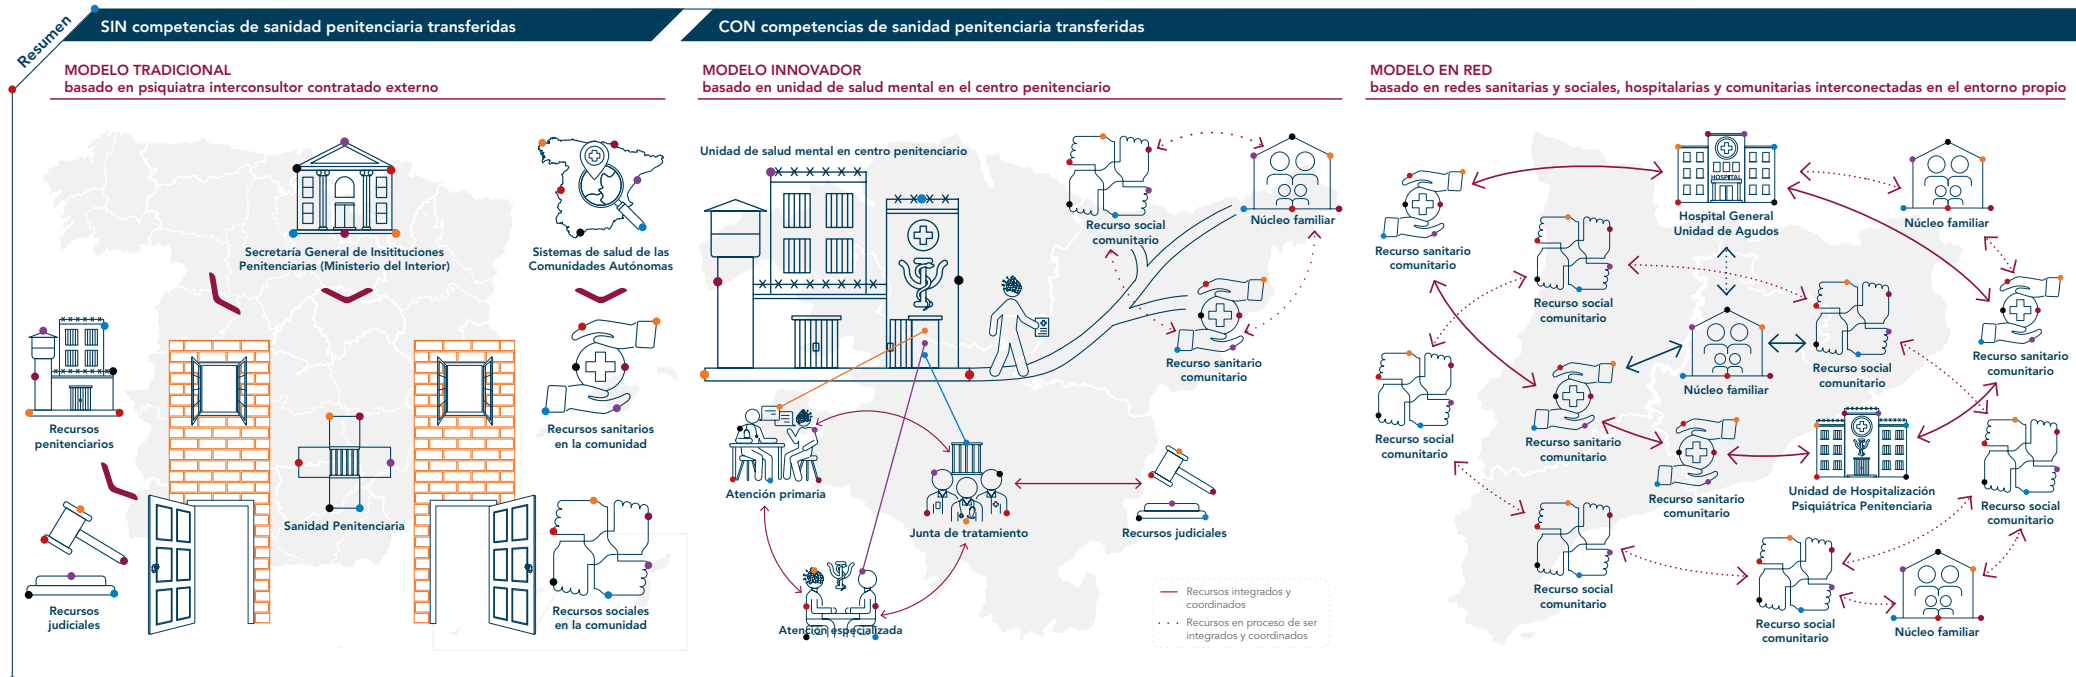 Resumen
SIN competencias de sanidad penitenciaria transferidas
CON competencias de sanidad penitenciaria transferidas
MODELO TRADICIONAL
basado en psiquiatra interconsultor contratado externo
Secretaría General de Insituciones
Penitenciarias (Ministerio del Interior)
Sistemas de salud de las
Comunidades Autónomas
Recursos
penitenciarios
Recursos sanitarios
en la comunidad
Sanidad Penitenciaria
Recursos
judiciales
Recursos sociales
en la comunidad
MODELO INNOVADOR
basado en unidad de salud mental en el centro penitenciario
Unidad de salud mental en centro penitenciario
Recurso social
comunitario
Núcleo familiar
Recurso sanitario
comunitario
Atención primaria
Junta de tratamiento
Recursos judiciales
Atención especializada
Recursos integrados y
coordinados
Recursos en proceso de ser
integrados y coordinados
MODELO EN RED
basado en redes sanitarias y sociales, hospitalarias y comunitarias interconectadas en el entorno propio
HOSPITAL
Hospital General
Unidad de Agudos
Núcleo familiar
Recurso sanitario
comunitario
Recurso social
comunitario
Recurso sanitario
comunitario
Recurso social
comunitario
Núcleo familiar
Recurso social
comunitario
Recurso sanitario
comunitario
Recurso sanitario
comunitario
Unidad de Hospitalización
Psiquiátrica Penitenciaria
Recurso social
comunitario
Recurso social
comunitario
Recurso social
comunitario
Núcleo familiar